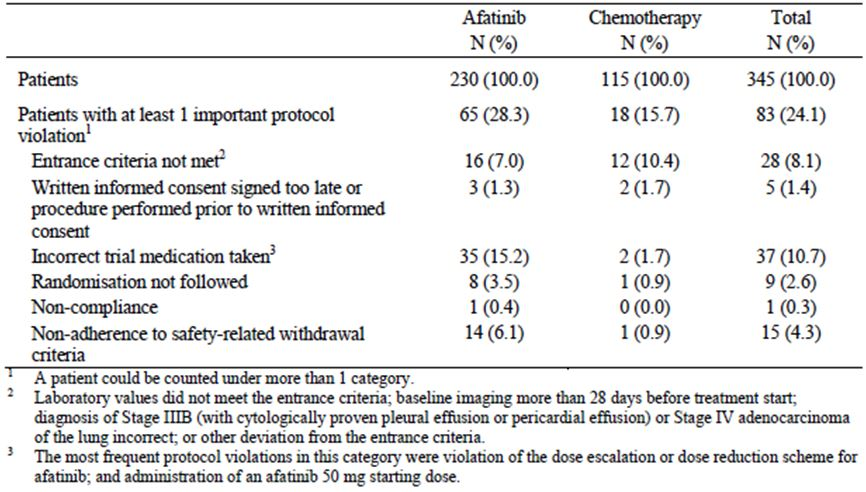 Afatinib Chemotherapy Total
N (%) N (%) N (%)
Patients 230 (100.0) 115 (100.0) 345 (100.0)
Patients with at least 1 important protocol 65 (28.3) 18 (15.7) 83 (24.1)
violation1
Entrance criteria not met2 16 (7.0) 12 (10.4) 28 (8.1)
Written informed consent signed too late or 3 (1.3) 2 (1.7) 5 (1.4)
procedure performed prior to written informed
consent
Incorrect trial medication taken3 35 (15.2) 2 (1.7) 37 (10.7)
Randomisation not followed 8 (3.5) 1 (0.9) 9 (2.6)
Non-compliance 1 (0.4) 0 (0.0) 1 (0.3)
Non-adherence to safety-related withdrawal 14 (6.1) 1 (0.9) 15 (4.3)
criteria
1 A patient could be counted under more than 1 category.
2 Laboratory values did not meet the entrance criteria; baseline imaging more than 28 days before treatment start;
diagnosis of Stage IIIB (with cytologically proven pleural effusion or pericardial effusion) or Stage IV adenocarcinoma
of the lung incorrect; or other deviation from the entrance criteria.
3 The most frequent protocol violations in this category were violation of the dose escalation or dose reduction scheme for
afatinib; and administration of an afatinib 50 mg starting dose.